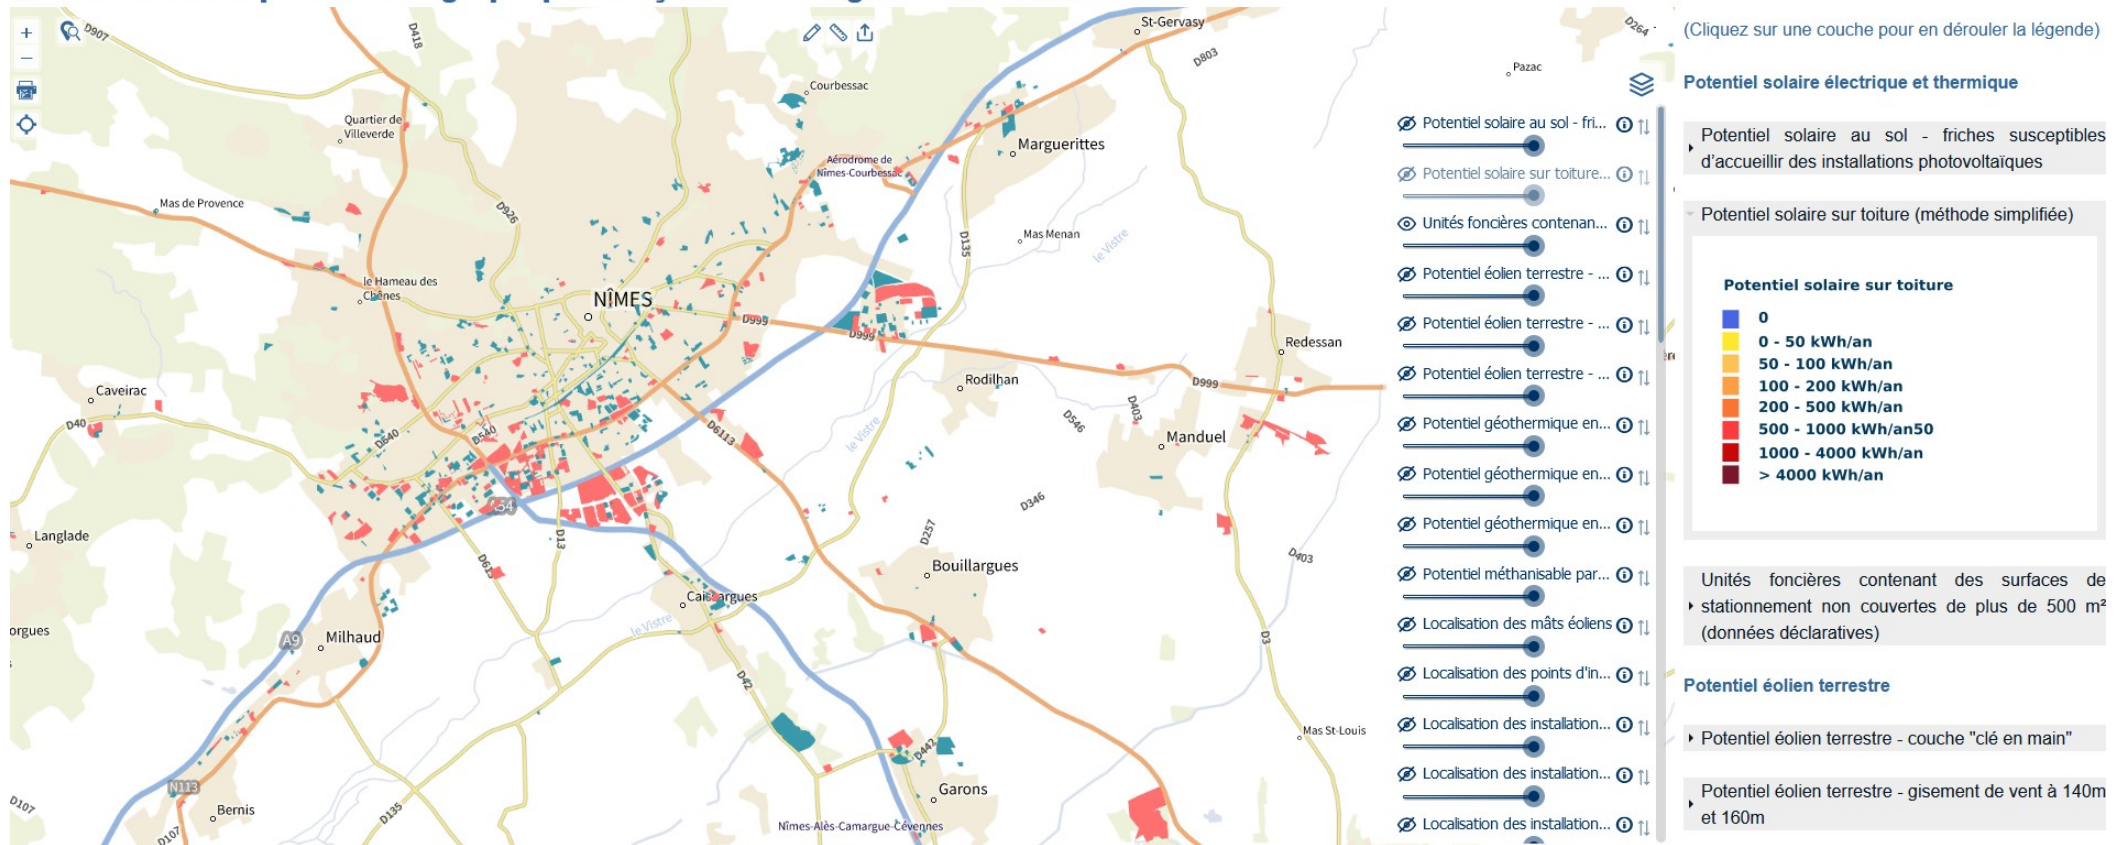 +
−
D907
D418
St-Gervasy
D264
D803
Pazac
Courbessac
Quartier de
Villeverde
Marguerittes
Aérodrome de
Nîmes-Courbessac
Mas de Provence
D926
D135
Mas Menan
le Vistre
le Hameau des
Chênes
NÎMES
D999
D999
Redessan
Rodilhan
D999
Caveirac
D403
D546
D40
D640
D540
D6113
le Vistre
Manduel
A54
D346
Langlade
D13
D257
D403
D613
Bouillargues
Caissargues
orgues
le Vistre
A9
Milhaud
D3
D42
Mas St-Louis
D442
N113
Garons
D107
Bernis
D135
D107
Nîmes-Alès-Camargue-Cévennes
Potentiel solaire au sol - fri...
Potentiel solaire sur toiture...
Unités foncières contenan...
Potentiel éolien terrestre - ...
Potentiel éolien terrestre - ...
Potentiel éolien terrestre - ...
Potentiel géothermique en...
Potentiel géothermique en...
Potentiel géothermique en...
Potentiel méthanisable par...
Localisation des mâts éoliens
Localisation des points d'in...
Localisation des installation...
Localisation des installation...
Localisation des installation...
(Cliquez sur une couche pour en dérouler la légende)
Potentiel solaire électrique et thermique
Potentiel solaire au sol - friches susceptibles
d’accueillir des installations photovoltaïques
Potentiel solaire sur toiture (méthode simplifiée)
Potentiel solaire sur toiture
0
0 - 50 kWh/an
50 - 100 kWh/an
100 - 200 kWh/an
200 - 500 kWh/an
500 - 1000 kWh/an50
1000 - 4000 kWh/an
> 4000 kWh/an
Unités foncières contenant des surfaces de
stationnement non couvertes de plus de 500 m²
(données déclaratives)
Potentiel éolien terrestre
Potentiel éolien terrestre - couche "clé en main"
Potentiel éolien terrestre - gisement de vent à 140m
et 160m